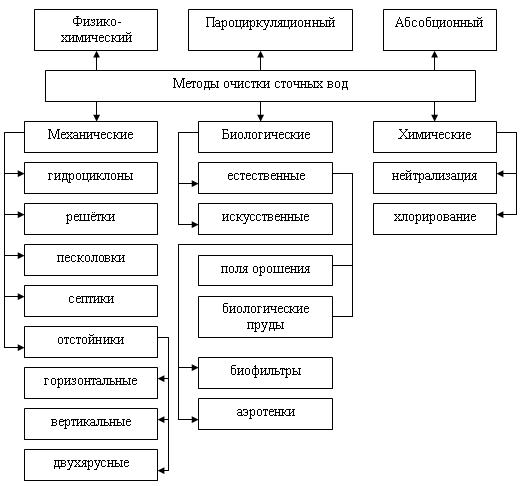 Физико-
химический
Пароциркуляционный
Абсобционный
Методы очистки сточных вод
Механические
Биологические
Химические
гидроциклоны
естественные
нейтрализация
решётки
искусственные
хлорирование
песколовки
поля орошения
септики
биологические
пруды
отстойники
биофильтры
горизонтальные
аэротенки
вертикальные
двухярусные